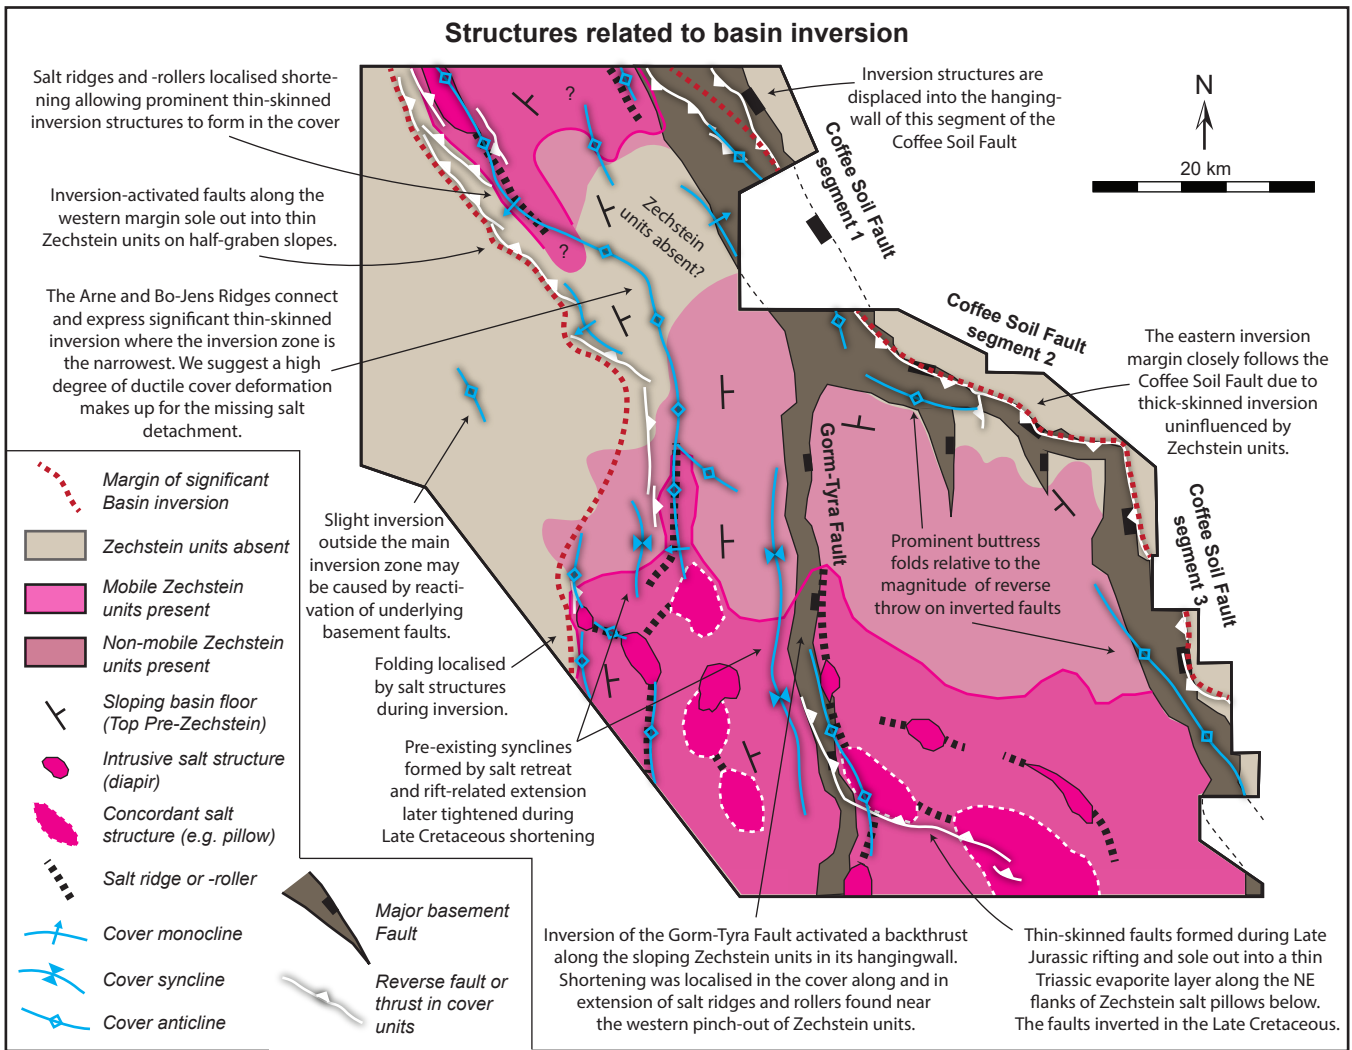 Structures related to basin inversion
Salt ridges and -rollers localised shorte-
ning allowing prominent thin-skinned
inversion structures to form in the cover
Inversion-activated faults along the
western margin sole out into thin
Zechstein units on half-graben slopes.
The Arne and Bo-Jens Ridges connect
and express significant thin-skinned
inversion where the inversion zone is
the narrowest. We suggest a high
degree of ductile cover deformation
makes up for the missing salt
detachment.
Inversion structures are
displaced into the hanging-
wall of this segment of the
Coffee Soil Fault
N
20 km
Coffee Soil Fault
segment 1
Coffee Soil Fault
segment 2
Coffee Soil Fault
segment 3
The eastern inversion
margin closely follows the
Coffee Soil Fault due to
thick-skinned inversion
uninfluenced by
Zechstein units.
?
?
Zechstein
units absent?
Gorm-Tyra Fault
Prominent buttress
folds relative to the
magnitude of reverse
throw on inverted faults
Slight inversion
outside the main
inversion zone may
be caused by reacti-
vation of underlying
basement faults.
Folding localised
by salt structures
during inversion.
Pre-existing synclines
formed by salt retreat
and rift-related extension
later tightened during
Late Cretaceous shortening
Margin of significant
Basin inversion
Zechstein units absent
Mobile Zechstein
units present
Non-mobile Zechstein
units present
Sloping basin floor
(Top Pre-Zechstein)
Intrusive salt structure
(diapir)
Concordant salt
structure (e.g. pillow)
Salt ridge or -roller
Cover monocline
Cover syncline
Cover anticline
Major basement
Fault
Reverse fault or
thrust in cover
units
Inversion of the Gorm-Tyra Fault activated a backthrust
along the sloping Zechstein units in its hangingwall.
Shortening was localised in the cover along and in
extension of salt ridges and rollers found near
the western pinch-out of Zechstein units.
Thin-skinned faults formed during Late
Jurassic rifting and sole out into a thin
Triassic evaporite layer along the NE
flanks of Zechstein salt pillows below.
The faults inverted in the Late Cretaceous.